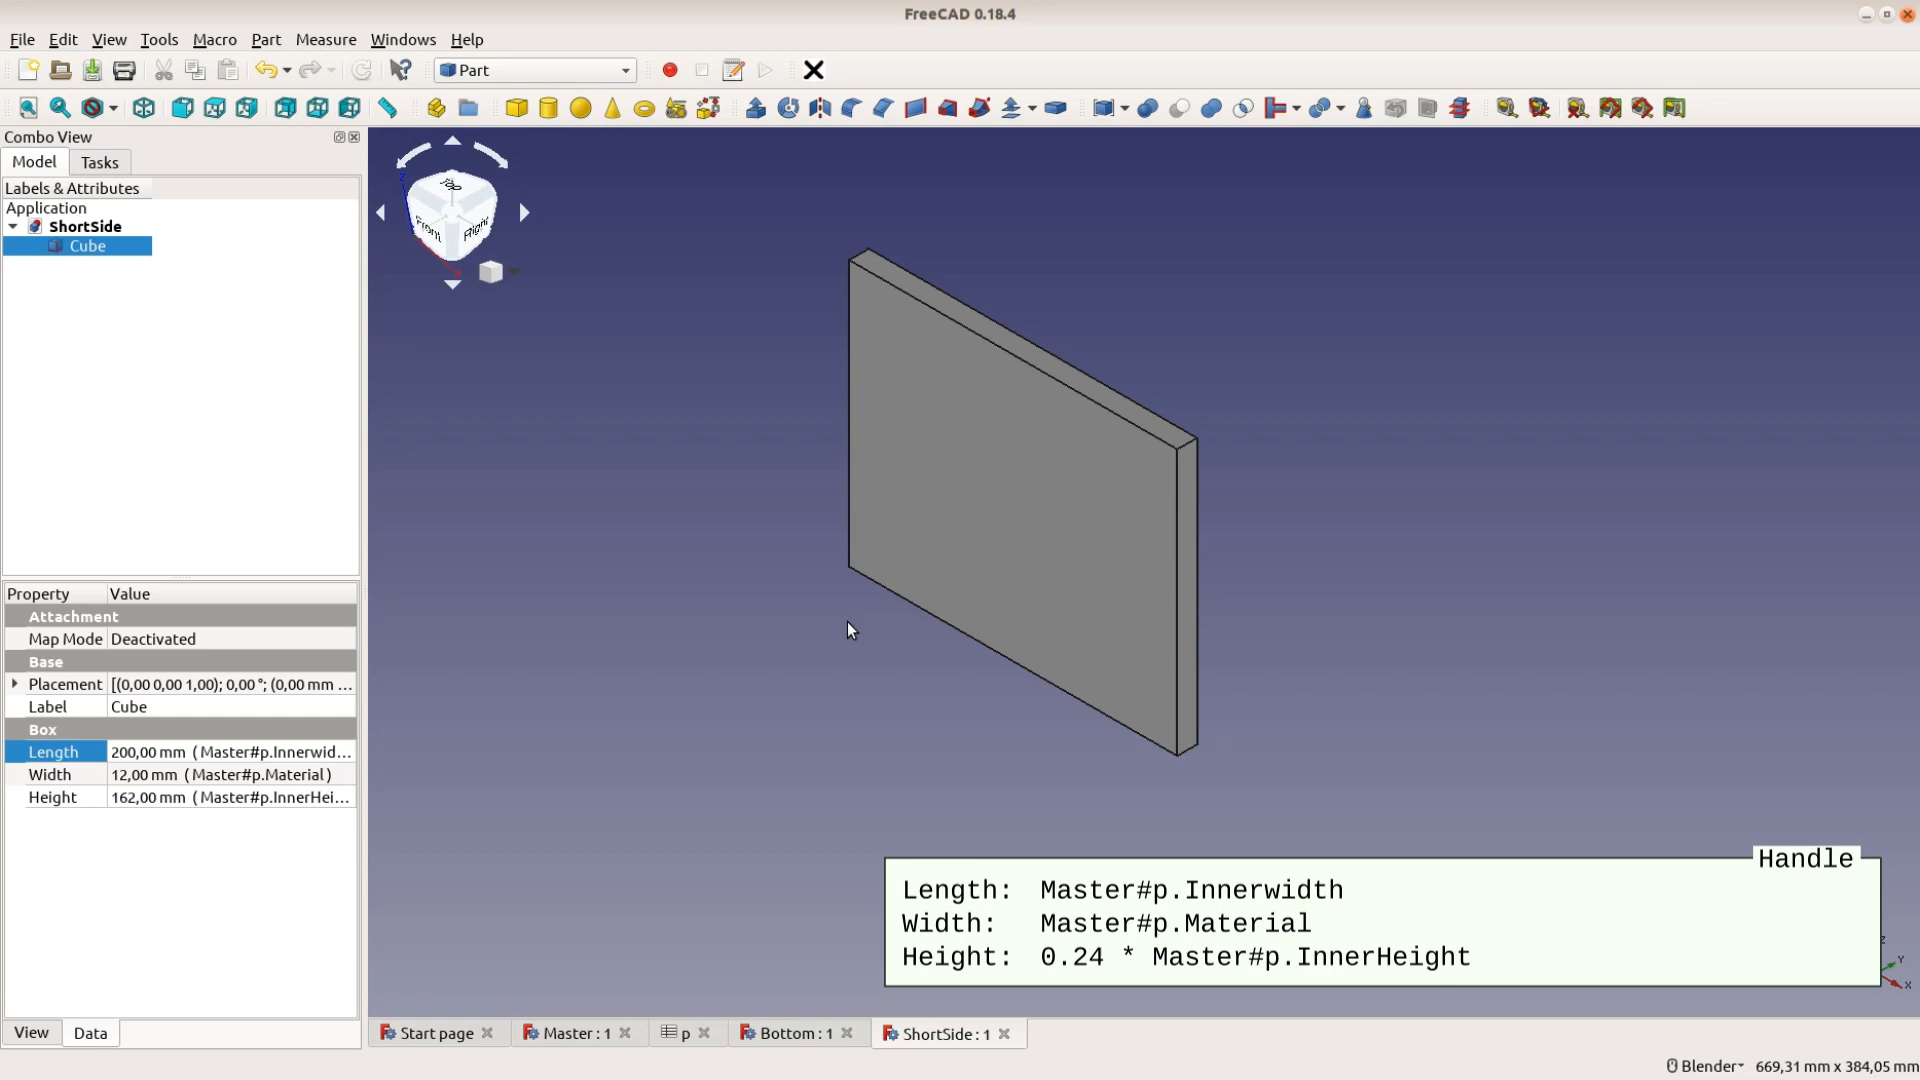 FreeCAD 0.18.4
File Edit View Tools Macro Part Measure Windows Help
Part
Combo View
Model Tasks
Labels & Attributes
Application
ShortSide
Cube
Top
Front Right
Z
Property Value
Attachment
Map Mode Deactivated
Base
Placement [(0,00 0,00 1,00); 0,00 °; (0,00 mm ...
Label Cube
Box
Length 200,00 mm ( Master#p.Innerwid...
Width 12,00 mm ( Master#p.Material)
Height 162,00 mm ( Master#p.InnerHei...
Handle
Length: Master#p.Innerwidth
Width: Master#p.Material
Height: 0.24 * Master#p.InnerHeight
Z
Y
X
View Data
Start page Master : 1 p Bottom : 1 ShortSide : 1
Blender 669,31 mm x 384,05 mm